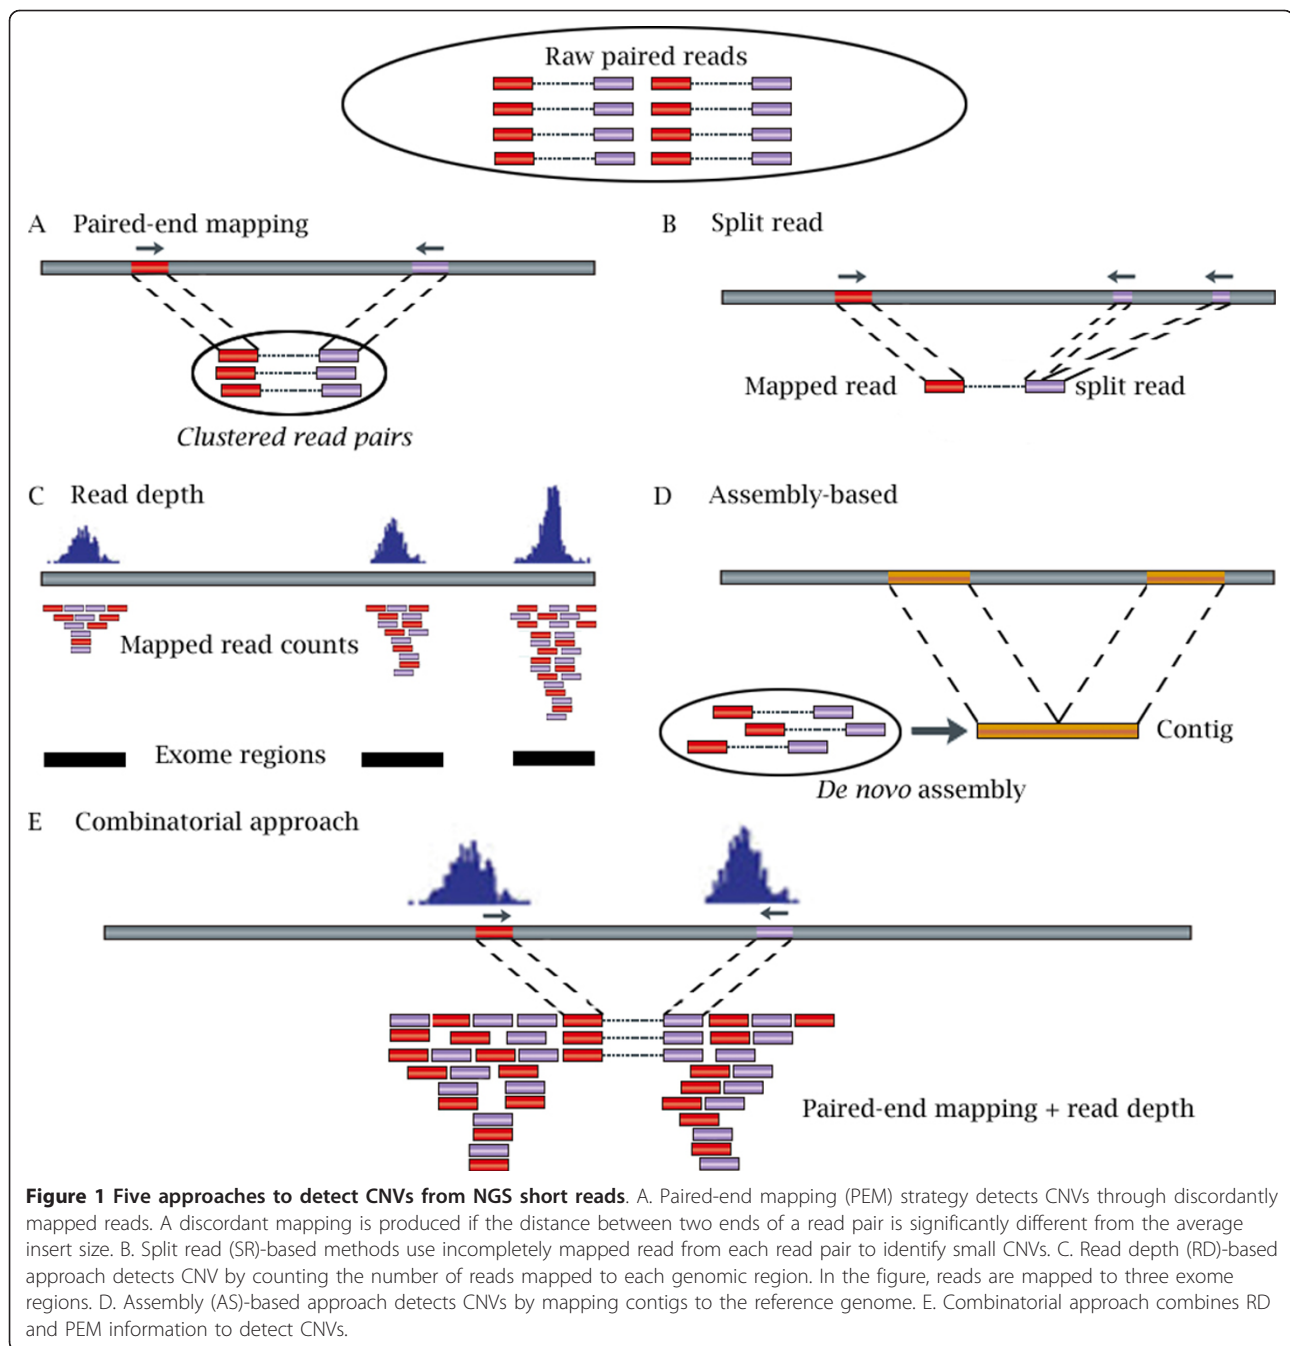 Raw paired reads
A Paired-end mapping
B Split read
Clustered read pairs
Mapped read
split read
C Read depth
Mapped read counts
Exome regions
D Assembly-based
Contig
De novo assembly
E Combinatorial approach
Paired-end mapping + read depth
Figure 1 Five approaches to detect CNVs from NGS short reads. A. Paired-end mapping (PEM) strategy detects CNVs through discordantly
mapped reads. A discordant mapping is produced if the distance between two ends of a read pair is significantly different from the average
insert size. B. Split read (SR)-based methods use incompletely mapped read from each read pair to identify small CNVs. C. Read depth (RD)-based
approach detects CNV by counting the number of reads mapped to each genomic region. In the figure, reads are mapped to three exome
regions. D. Assembly (AS)-based approach detects CNVs by mapping contigs to the reference genome. E. Combinatorial approach combines RD
and PEM information to detect CNVs.